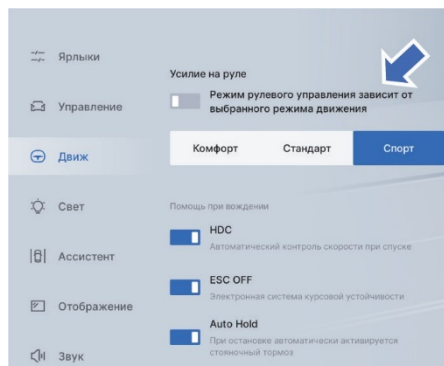 Ярлыки
Управление
Движ
Свет
Ассистент
Отображение
Звук
Усилие на руле
Режим рулевого управления зависит от
выбранного режима движения
Комфорт Стандарт Спорт
Помощь при вождении
HDC
Автоматический контроль скорости при спуске
ESC OFF
Электронная система курсовой устойчивости
Auto Hold
При остановке автоматически активируется
стояночный тормоз